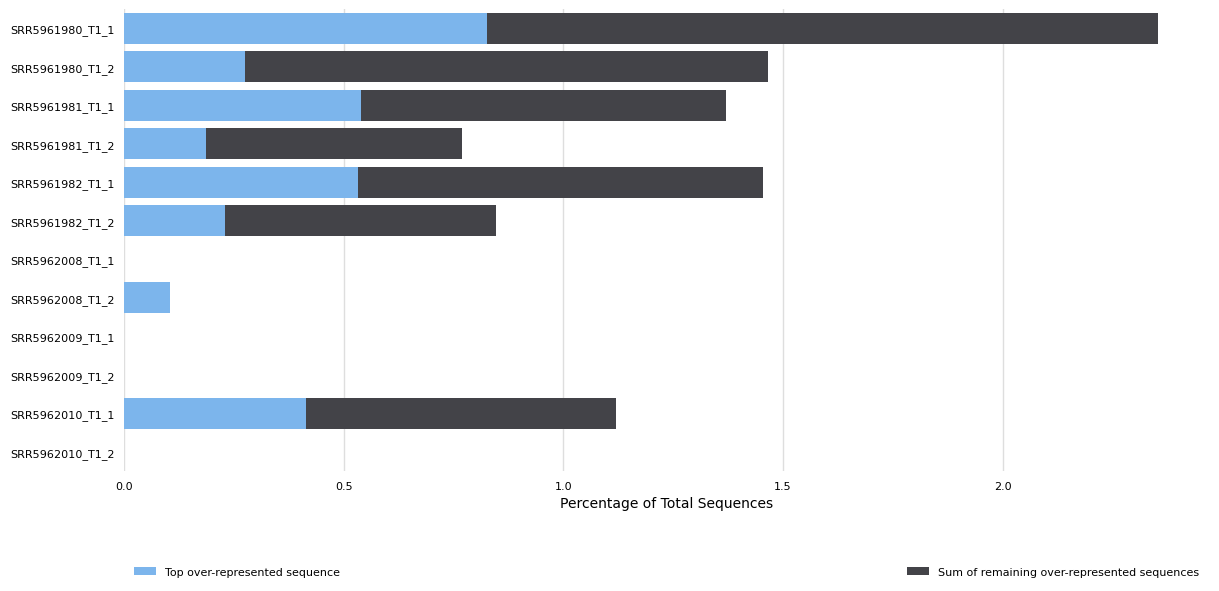 SRR5961980_T1_1
SRR5961980_T1_2
SRR5961981_T1_1
SRR5961981_T1_2
SRR5961982_T1_1
SRR5961982_T1_2
SRR5962008_T1_1
SRR5962008_T1_2
SRR5962009_T1_1
SRR5962009_T1_2
SRR5962010_T1_1
SRR5962010_T1_2
0.0 0.5 1.0 1.5 2.0
Percentage of Total Sequences
Top over-represented sequence Sum of remaining over-represented sequences